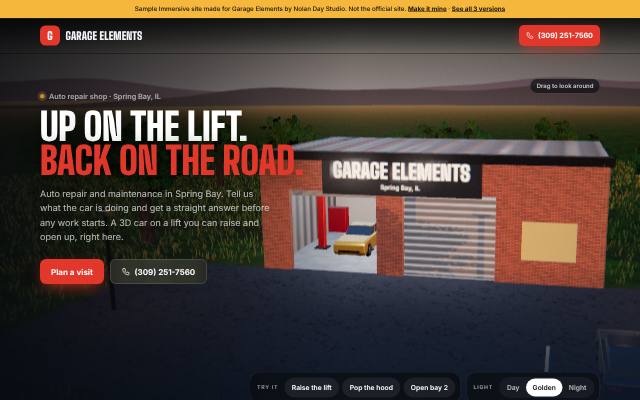 Sample Immersive site made for Garage Elements by Nolan Day Studio. Not the official site. Make it mine · See all 3 versions
G GARAGE ELEMENTS
(309) 251-7560
Drag to look around
Auto repair shop · Spring Bay, IL
UP ON THE LIFT.
BACK ON THE ROAD.
GARAGE ELEMENTS
Spring Bay, IL
Auto repair and maintenance in Spring Bay. Tell us
what the car is doing and get a straight answer before
any work starts. A 3D car on a lift you can raise and
open up, right here.
Plan a visit
(309) 251-7560
TRY IT Raise the lift Pop the hood Open bay 2
LIGHT Day Golden Night